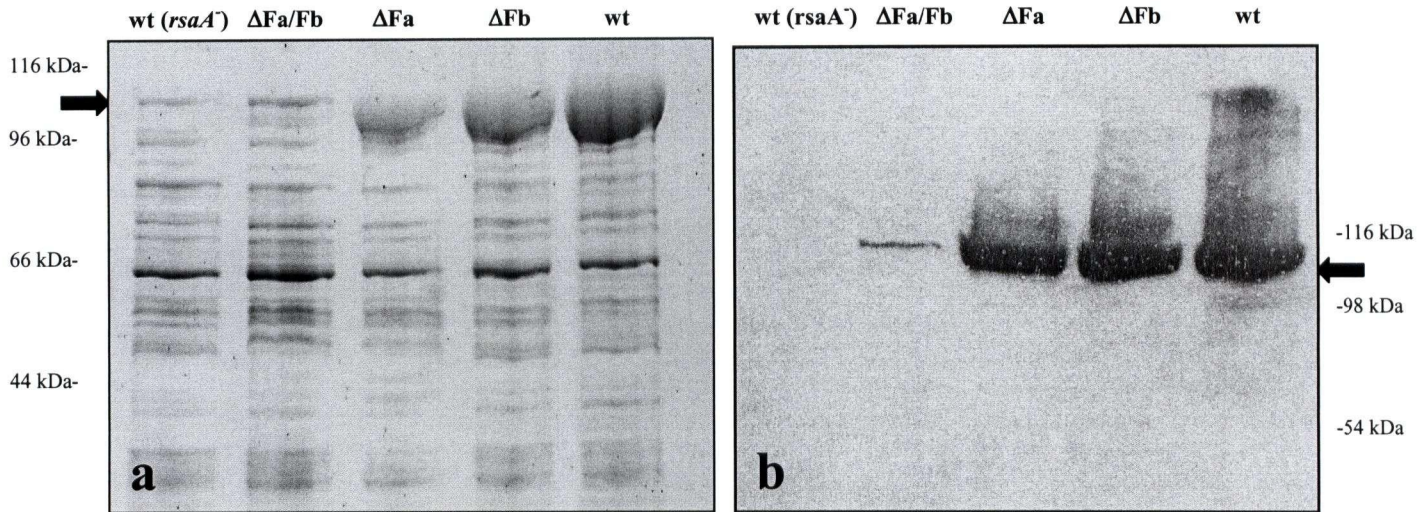 wt (rsaA-) ΔFa/Fb ΔFa ΔFb wt
116 kDa-
96 kDa-
66 kDa-
44 kDa-
a
wt (rsaA-) ΔFa/Fb ΔFa ΔFb wt
-116 kDa
-98 kDa
-54 kDa
b